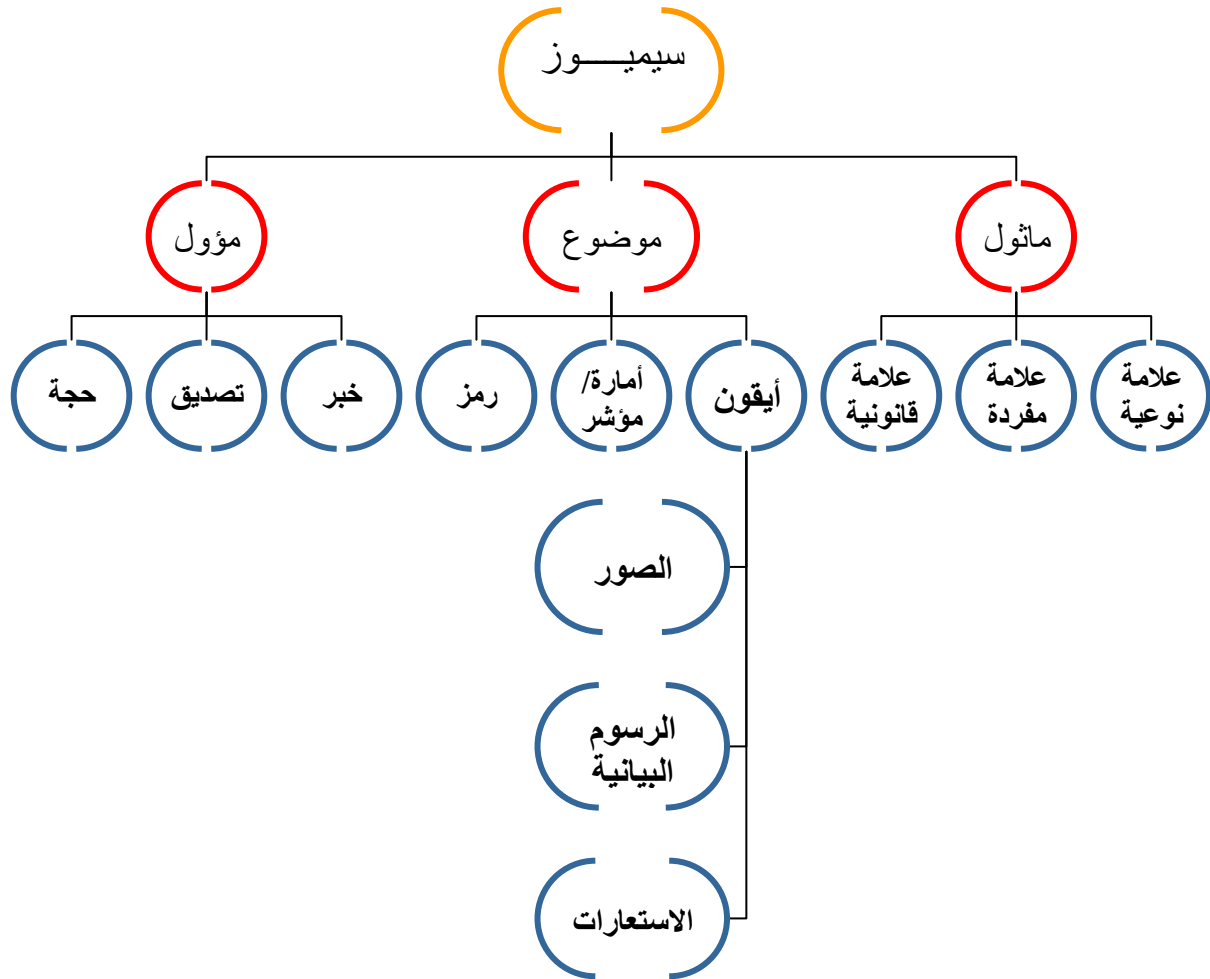 سيميـــوز
ماثول
موضوع
مؤول
علامة
نوعية
علامة
مفردة
علامة
قانونية
أيقون
أمارة/
مؤشر
رمز
خبر
تصديق
حجة
الصور
الرسوم
البيانية
الاستعارات